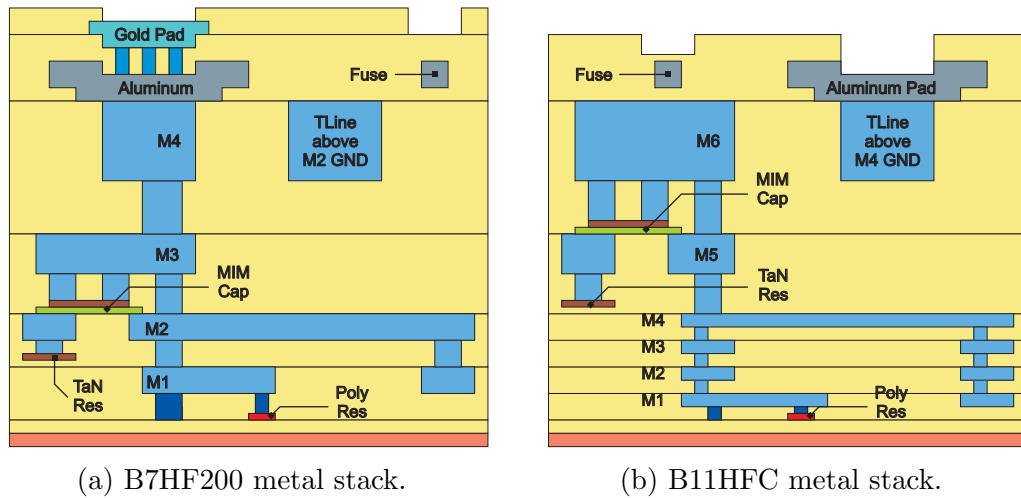 Gold Pad
Aluminum
Fuse
M4
TLine
above
M2 GND
M3
MIM
Cap
M2
TaN
Res
M1
Poly
Res
(a) B7HF200 metal stack.
Fuse
Aluminum Pad
M6
TLine
above
M4 GND
MIM
Cap
M5
TaN
Res
M4
M3
M2
M1
Poly
Res
(b) B11HFC metal stack.